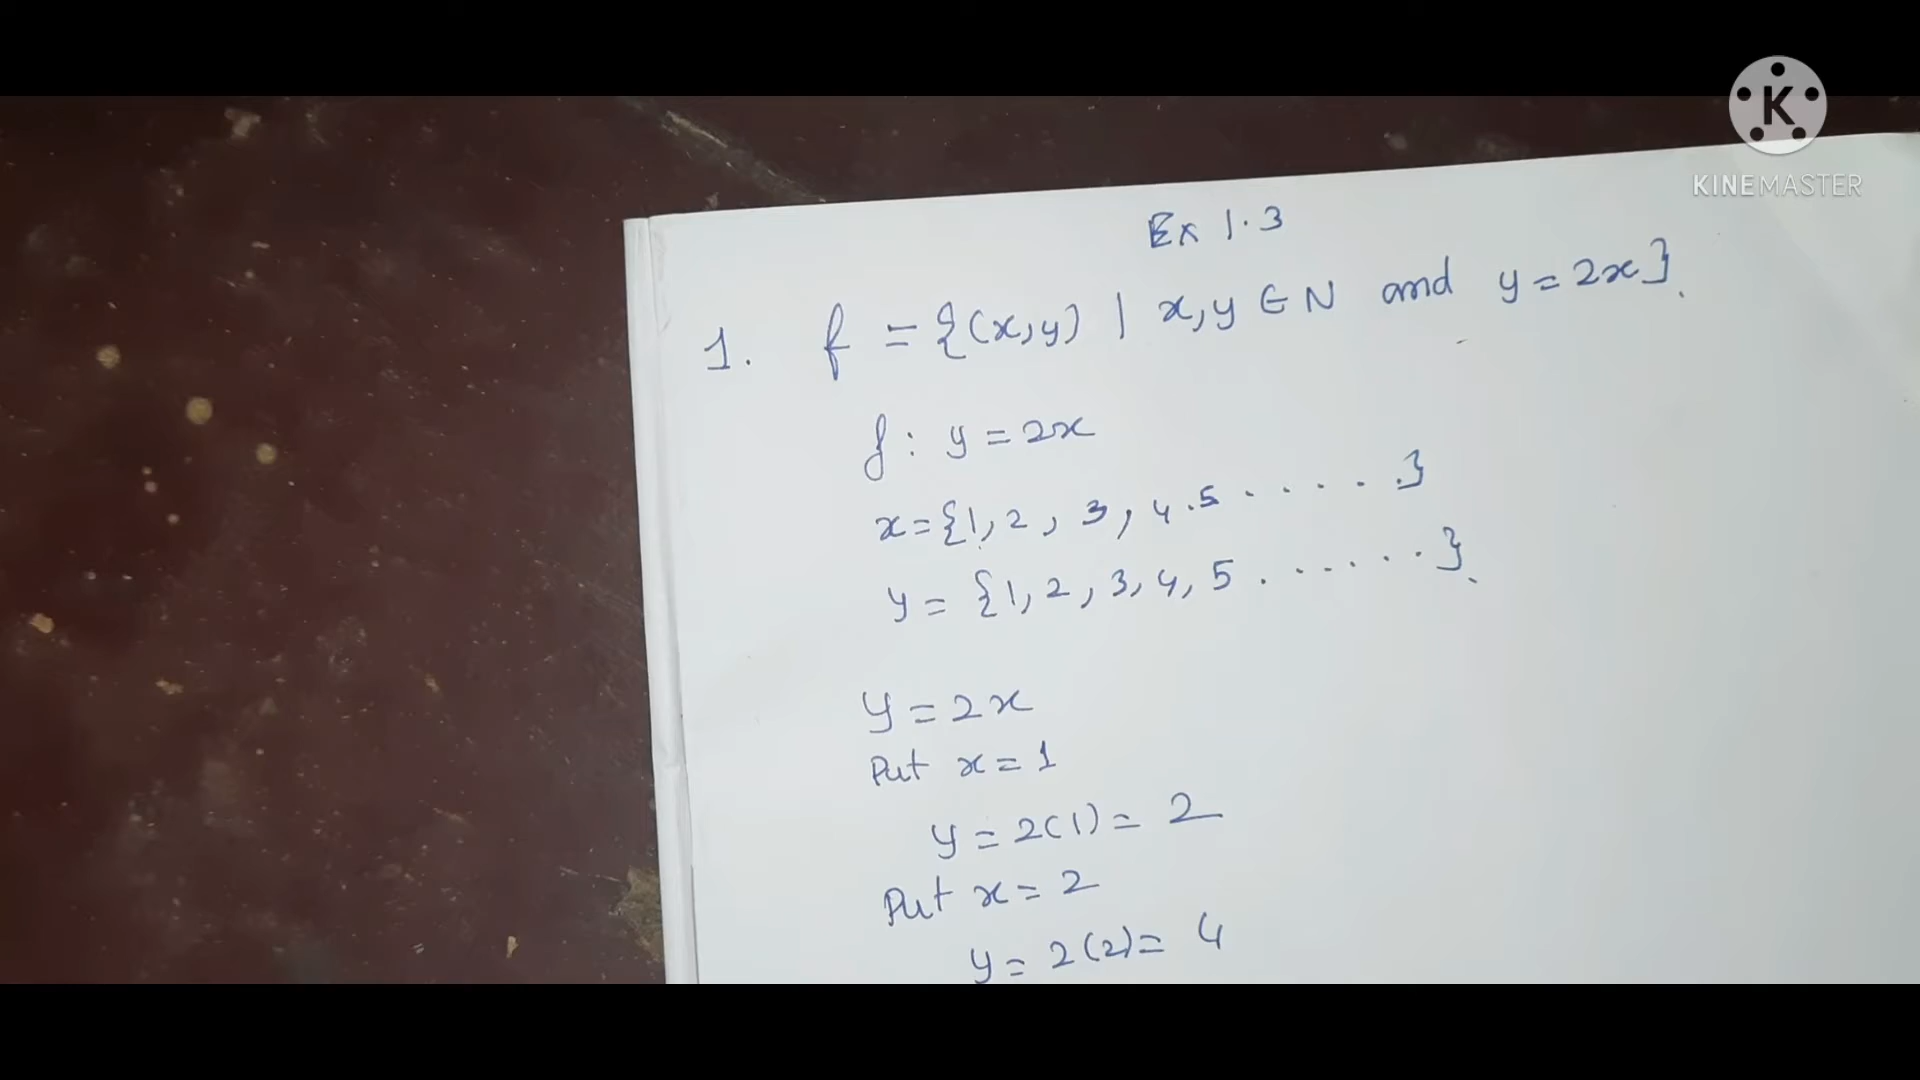 KINEMASTER
Ex 1.3
1. f = {(x,y) | x,y ∈ N and y = 2x}.
f : y = 2x
x = {1, 2, 3, 4.5 . . . . .}
y = {1, 2, 3, 4, 5 . . . . . . .}.
y = 2x
Put x = 1
y = 2(1) = 2
Put x = 2
y = 2(2) = 4